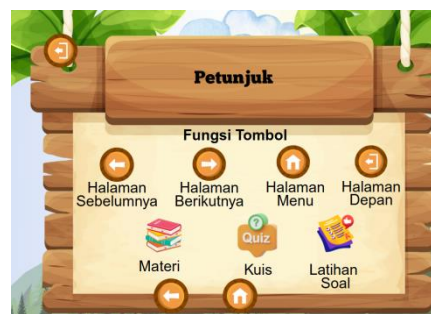 Petunjuk
Fungsi Tombol
Halaman Sebelumnya
Halaman Berikutnya
Halaman Menu
Halaman Depan
?
Quiz
Materi
Kuis
Latihan Soal